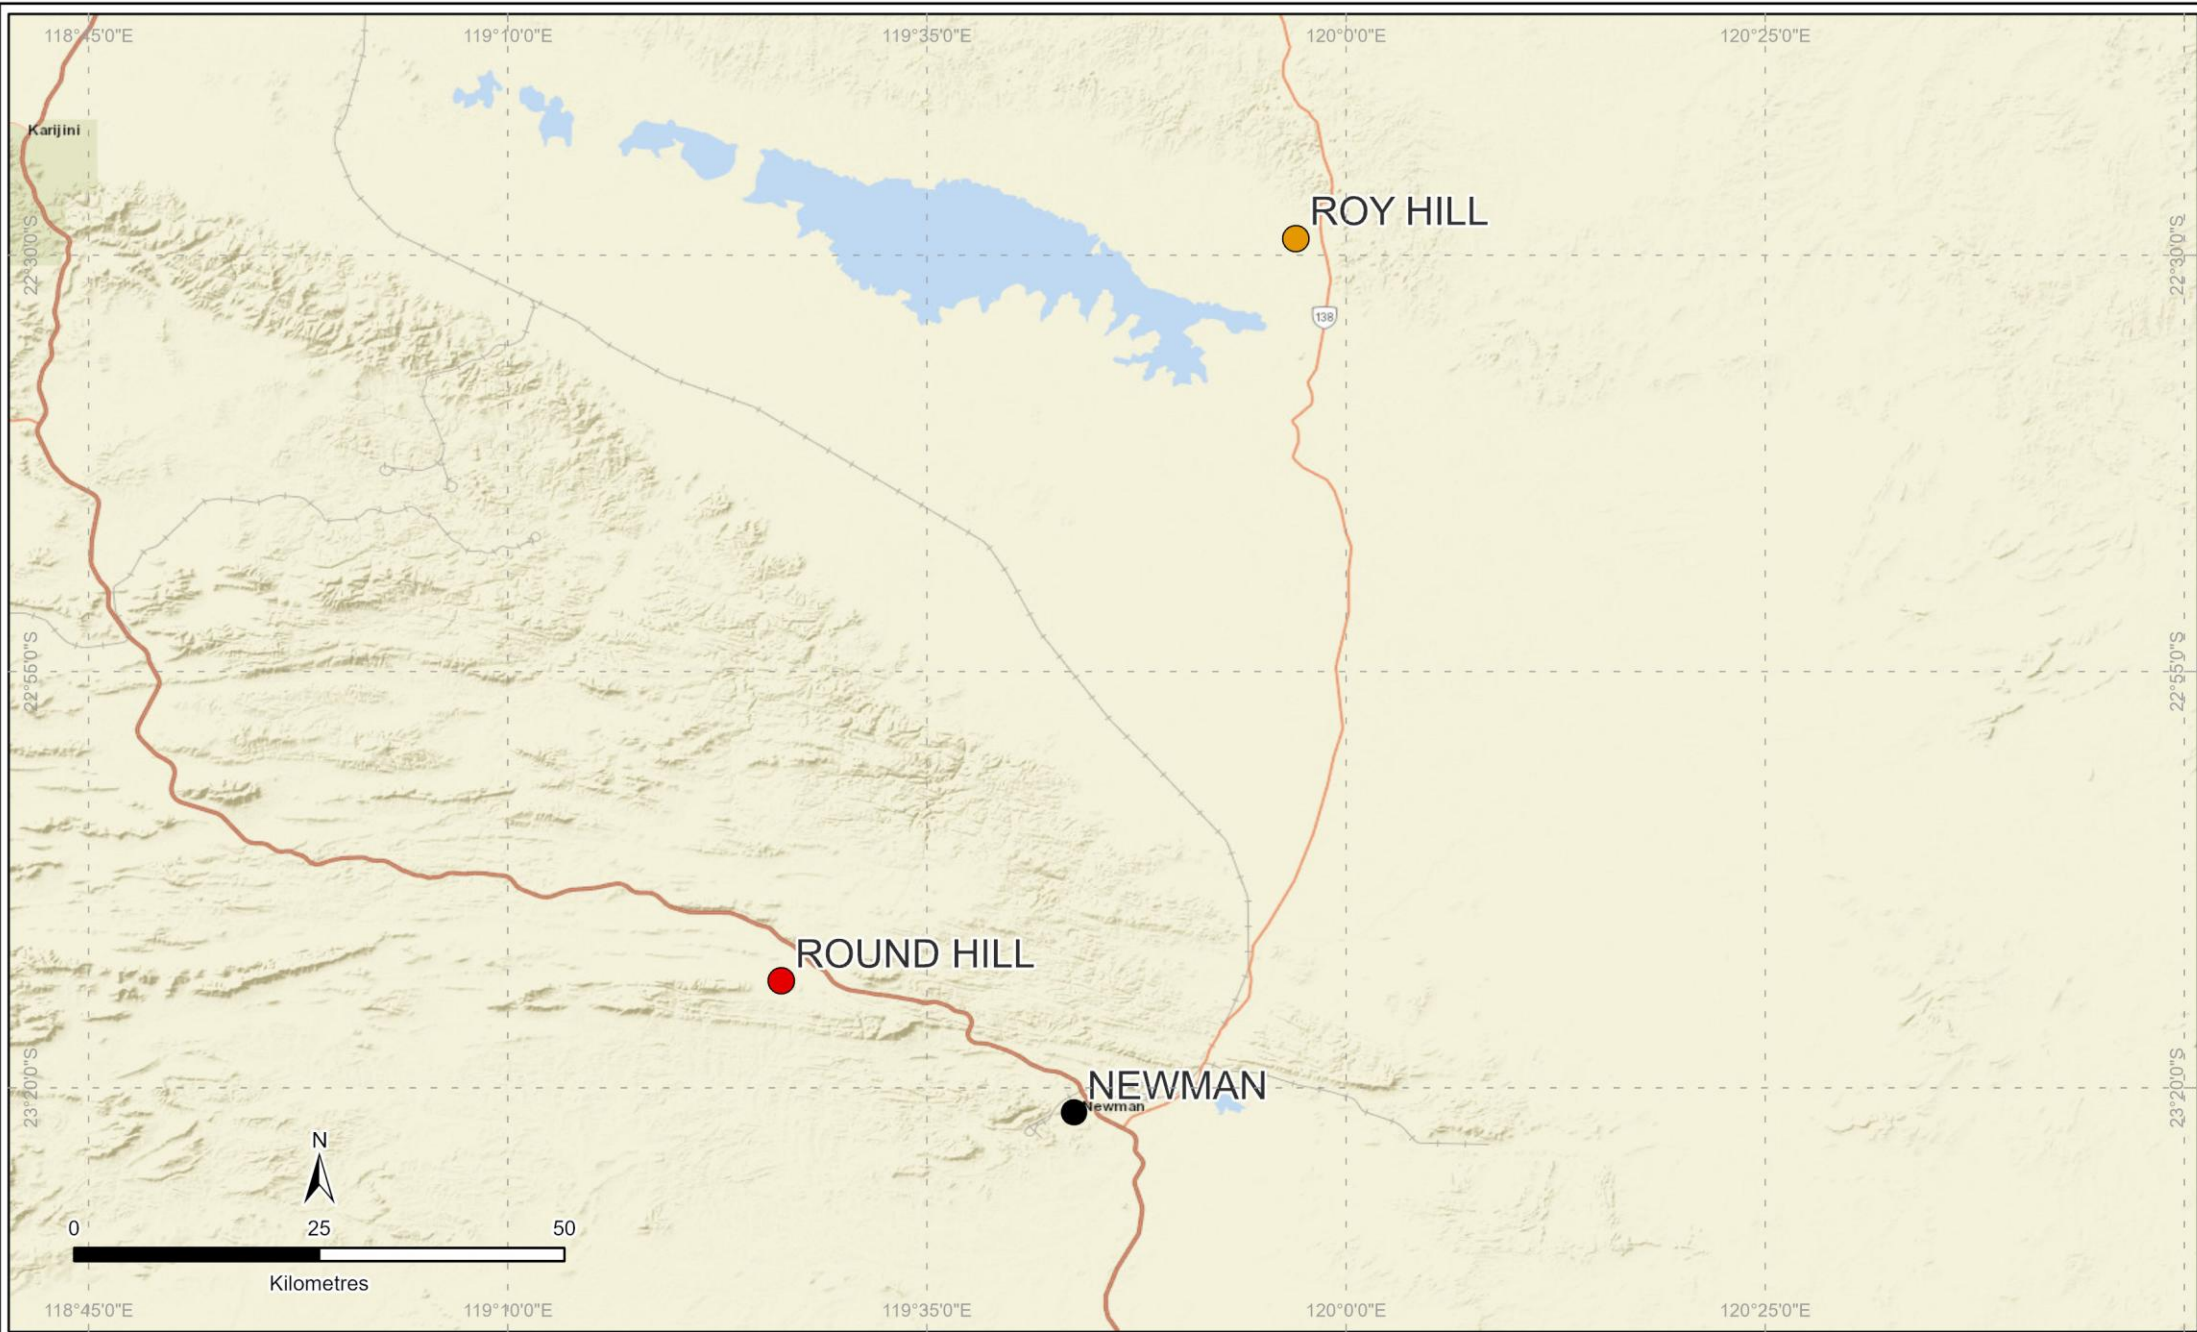 118°45'0"E
119°10'0"E
119°35'0"E
120°0'0"E
120°25'0"E
Karijini
ROY HILL
22°30'0"S
22°30'0"S
138
22°55'0"S
22°55'0"S
ROUND HILL
NEWMAN
Newman
23°20'0"S
23°20'0"S
N
0 25 50
Kilometres
118°45'0"E
119°10'0"E
119°35'0"E
120°0'0"E
120°25'0"E